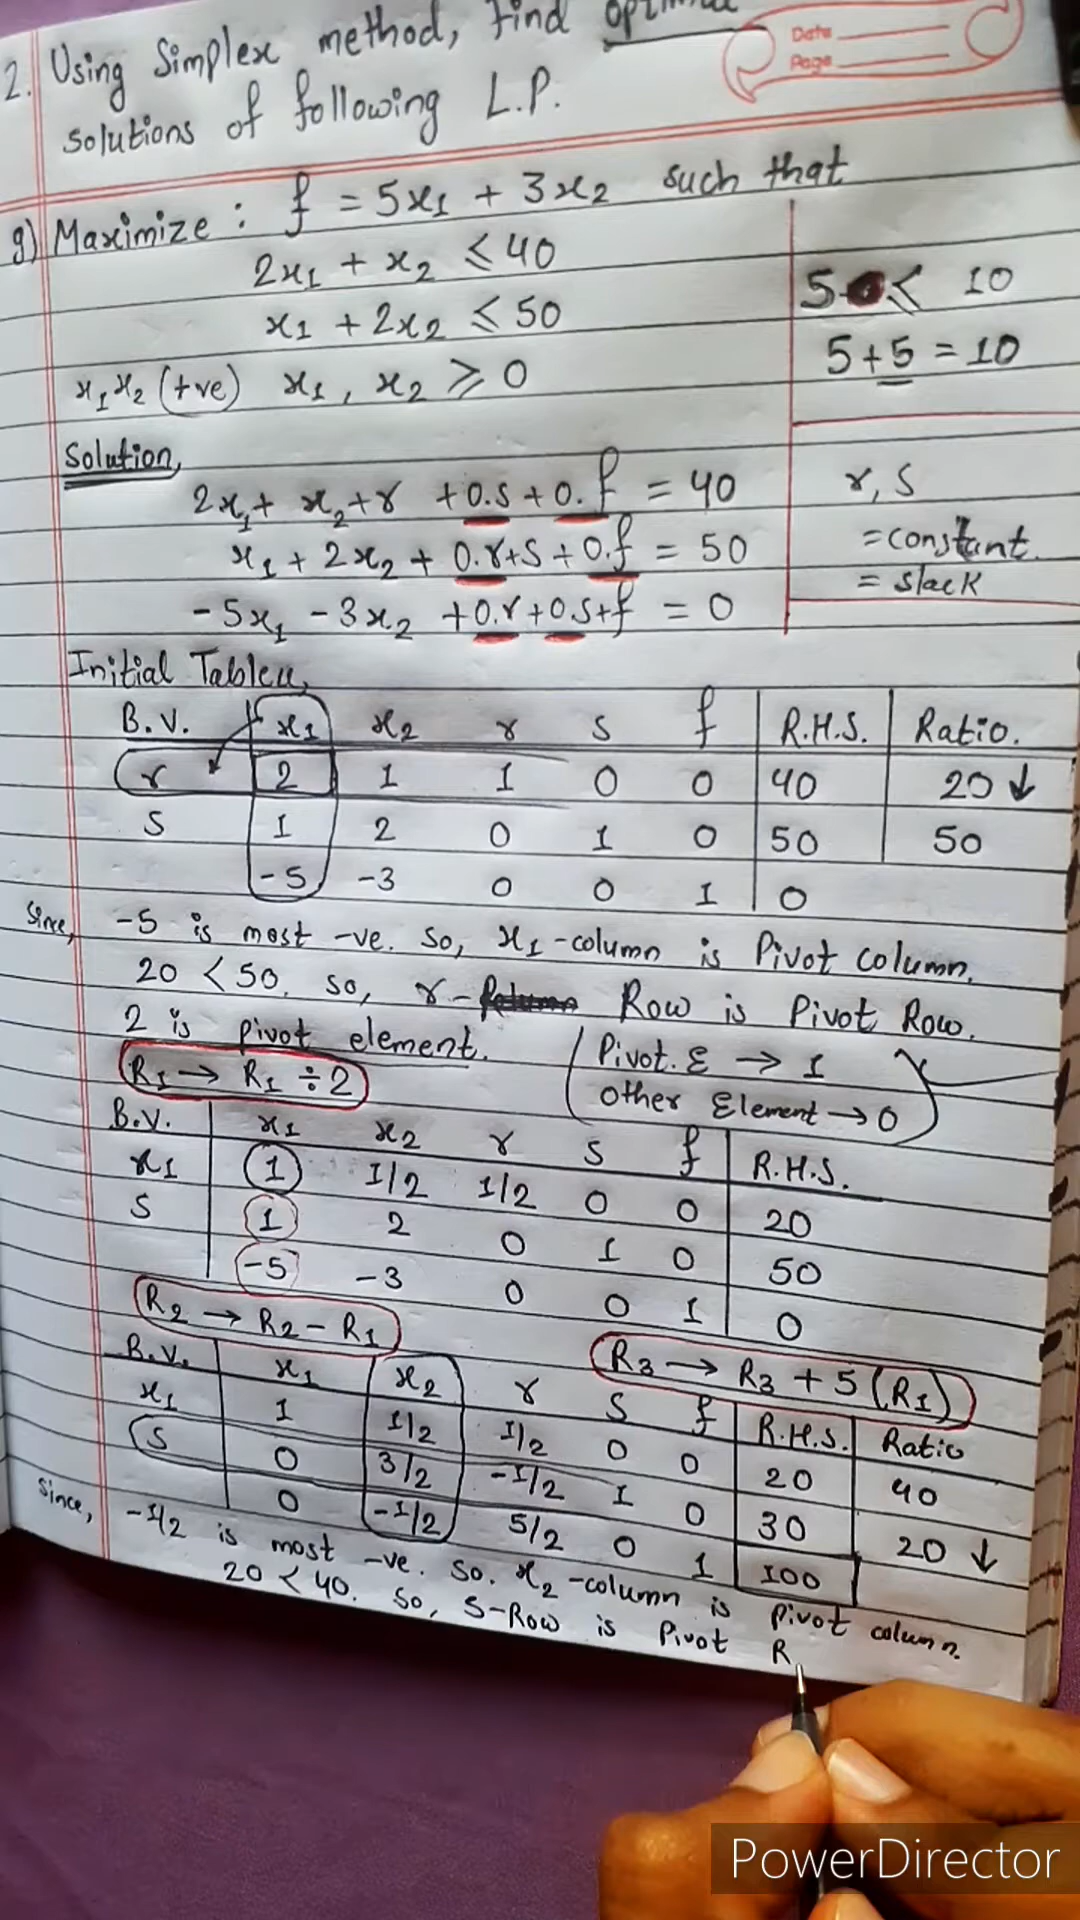 2. Using Simplex method, find
solutions of following L.P.
Date
Page
g) Maximize : f = 5x1 + 3x2 such that
2x1 + x2 ≤ 40
x1 + 2x2 ≤ 50
x1 x2 (+ve) x1, x2 ≥ 0
5 < 10
5 + 5 = 10
Solution,
2x1 + x2 + r + 0.s + 0.f = 40
x1 + 2x2 + 0.r + s + 0.f = 50
-5x1 - 3x2 + 0.r + 0.s + f = 0
r, s
= constant.
= slack
Initial Tableu,
B.V. x1 x2 r s f R.H.S. Ratio.
r 2 1 1 0 0 40 20 ↓
s 1 2 0 1 0 50 50
-5 -3 0 0 1 0
Since, -5 is most -ve. So, x1-column is Pivot column.
20 < 50. so, r- Row is Pivot Row.
2 is pivot element.
Pivot. E → 1
other Element → 0
R1 → R1 ÷ 2
B.V. x1 x2 r s f R.H.S.
x1 1 1/2 1/2 0 0 20
s 1 2 0 1 0 50
-5 -3 0 0 1 0
R2 → R2 - R1
R3 → R3 + 5 (R1)
B.V. x1 x2 r s f R.H.S. Ratio
x1 1 1/2 1/2 0 0 20 40
s 0 3/2 -1/2 1 0 30 20 ↓
0 -1/2 5/2 0 1 100
Since, -1/2 is most -ve. So. x2-column is pivot column.
20 < 40. So, S-Row is Pivot R
PowerDirector